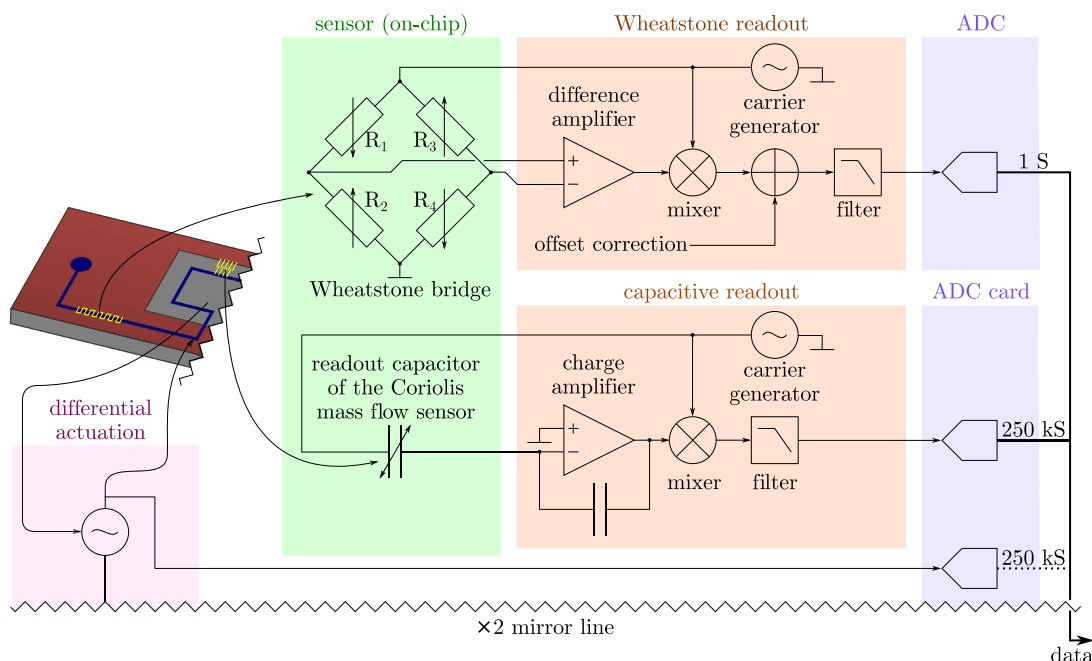 sensor (on-chip)
Wheatstone readout
ADC
difference
amplifier
carrier
generator
R1
R3
+
−
1 S
R2
R4
mixer
filter
offset correction
Wheatstone bridge
capacitive readout
ADC card
readout capacitor
of the Coriolis
mass flow sensor
charge
amplifier
carrier
generator
differential
actuation
+
−
250 kS
mixer
filter
250 kS
×2 mirror line
data